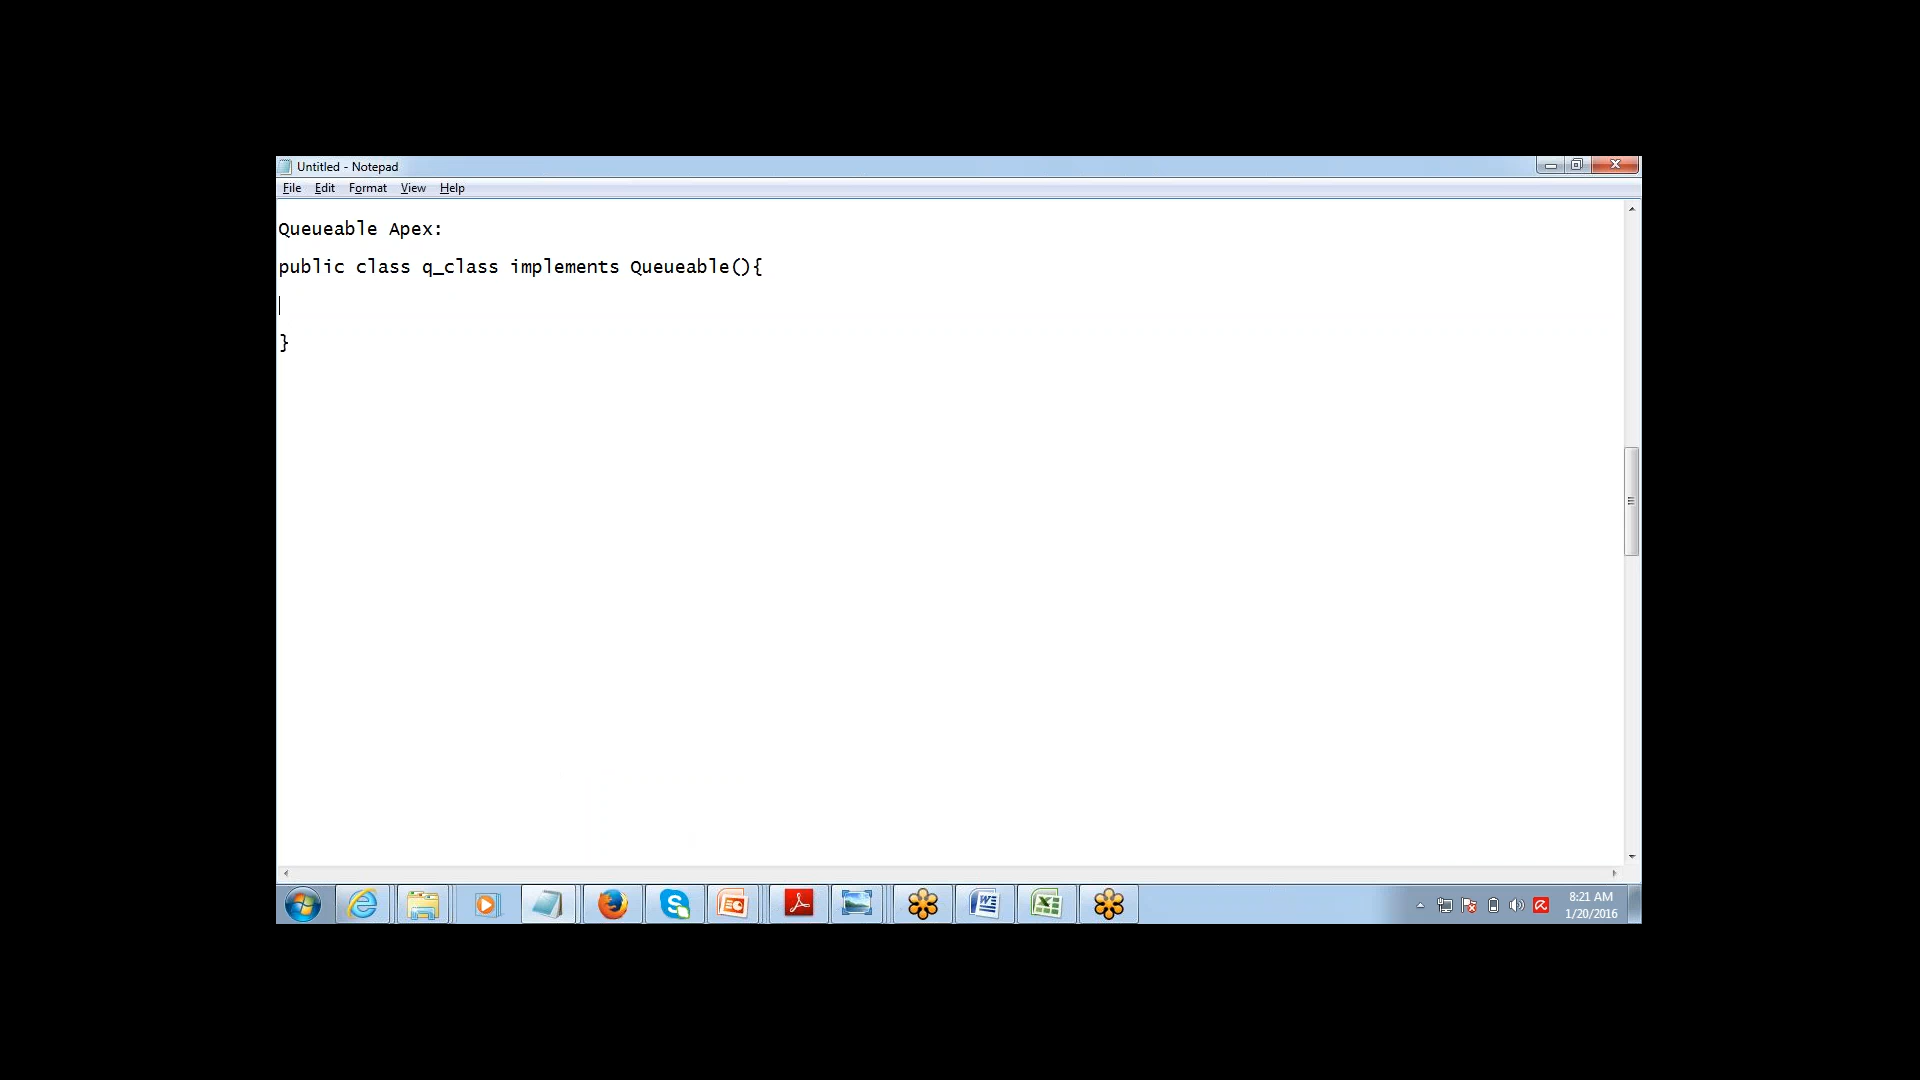 Untitled - Notepad
File Edit Format View Help
Queueable Apex:
public class q_class implements Queueable(){
}
8:21 AM
1/20/2016